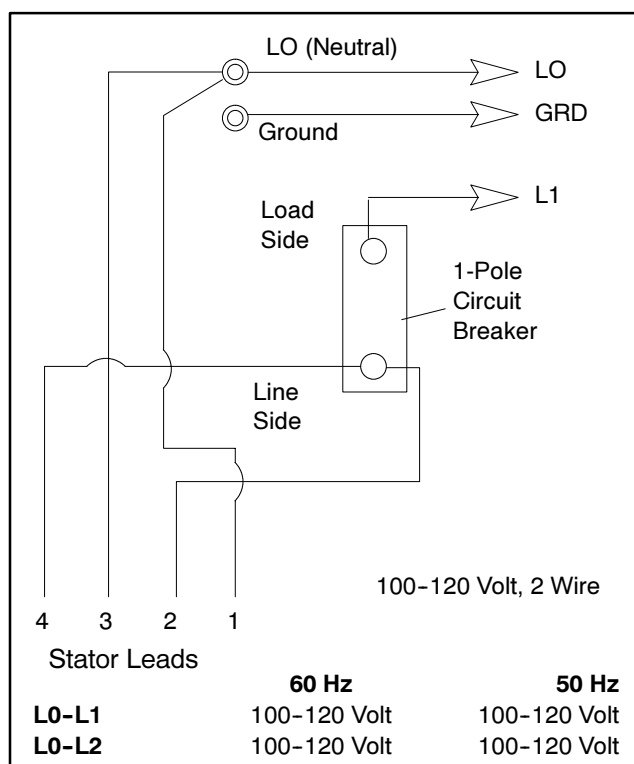 LO (Neutral)
LO
GRD
Ground
L1
Load
Side
1-Pole
Circuit
Breaker
Line
Side
100--120 Volt, 2 Wire
4 3 2 1
Stator Leads
60 Hz 50 Hz
L0--L1 100--120 Volt 100--120 Volt
L0--L2 100--120 Volt 100--120 Volt